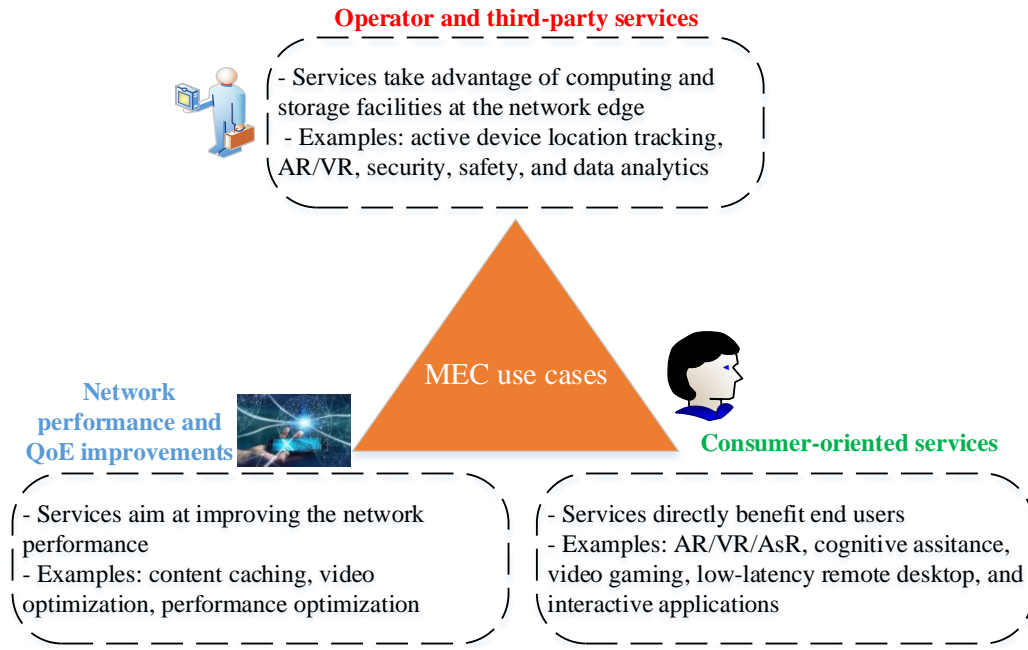 Operator and third-party services
- Services take advantage of computing and
storage facilities at the network edge
- Examples: active device location tracking,
AR/VR, security, safety, and data analytics
MEC use cases
Network
performance and
QoE improvements
- Services aim at improving the network
performance
- Examples: content caching, video
optimization, performance optimization
Consumer-oriented services
- Services directly benefit end users
- Examples: AR/VR/AsR, cognitive assitance,
video gaming, low-latency remote desktop, and
interactive applications